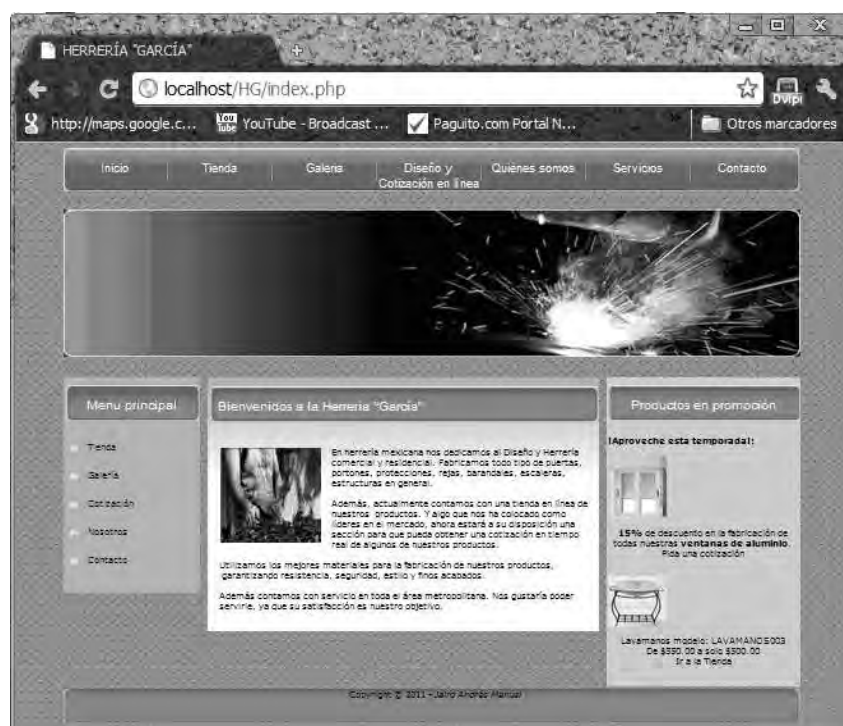 HERRERÍA "GARCÍA"
localhost/HG/index.php
Dvipi
http://maps.google.c...
You Tube
YouTube - Broadcast ...
Paguito.com Portal N...
»
Otros marcadores
Inicio
Tienda
Galeria
Diseño y
Cotización en línea
Quiénes somos
Servicios
Contacto
Menu principal
Tienda
Galería
Cotización
Nosotros
Contacto
Bienvenidos a la Herreria "Garcia"
En herrería mexicana nos dedicamos al Diseño y Herrería
comercial y residencial. Fabricamos todo tipo de puertas,
portones, protecciones, rejas, barandales, escaleras,
estructuras en general.
Además, actualmente contamos con una tienda en línea de
nuestros productos. Y algo que nos ha colocado como
líderes en el mercado, ahora estará a su disposición una
sección para que pueda obtener una cotización en tiempo
real de algunos de nuestros productos.
Utilizamos los mejores materiales para la fabricación de nuestros productos,
garantizando resistencia, seguridad, estilo y finos acabados.
Además contamos con servicio en toda el área metropolitana. Nos gustaría poder
servirle, ya que su satisfacción es nuestro objetivo.
Productos en promoción
¡Aproveche esta temporada!:
15% de descuento en la fabricación de
todas nuestras ventanas de aluminio.
Pida una cotización
Lavamanos modelo: LAVAMANOS003
De $550.00 a solo $500.00
Ir a la Tienda
Copyright © 2011 - Jairo Andrés Manuel